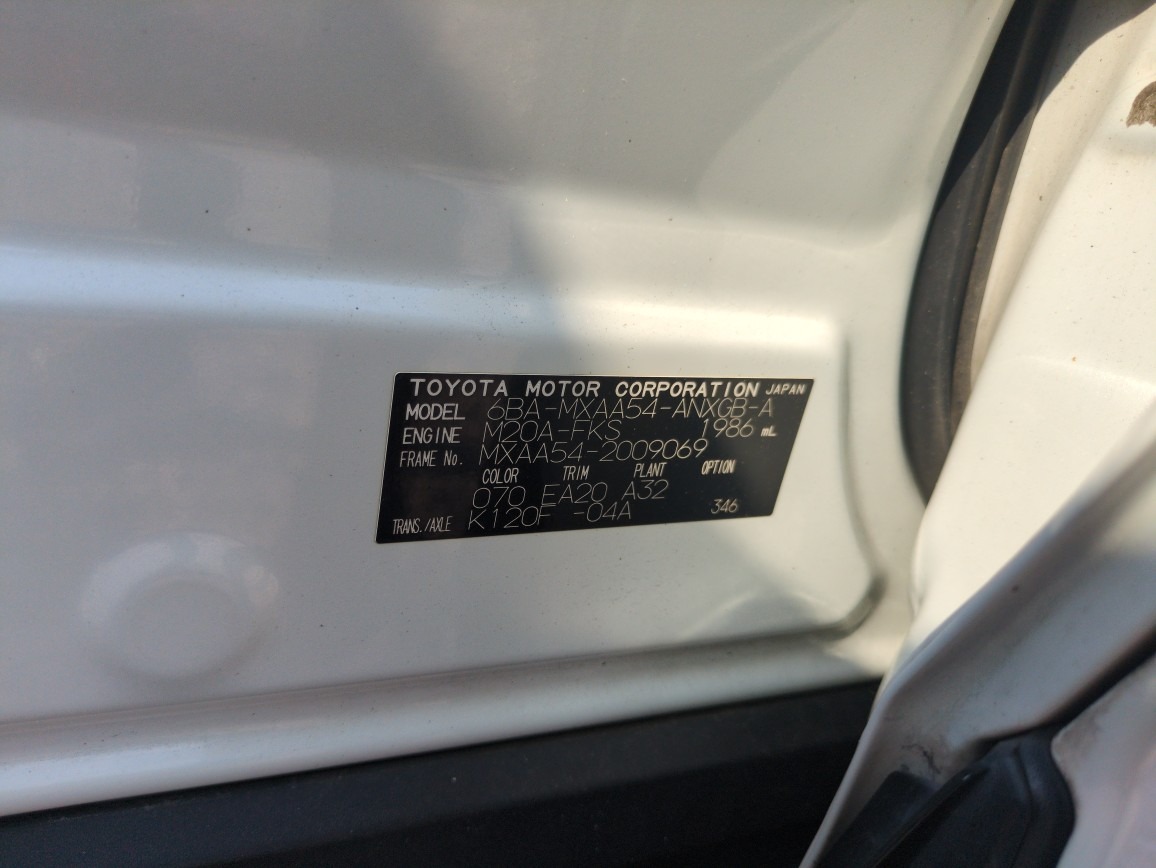 TOYOTA MOTOR CORPORATION JAPAN
MODEL 6BA-MXAA54-ANXGB-A
ENGINE M20A-FKS 1986 mL
FRAME No. MXAA54-2009069
COLOR TRIM PLANT OPTION
070 EA20 A32
TRANS./AXLE K120F -04A 346